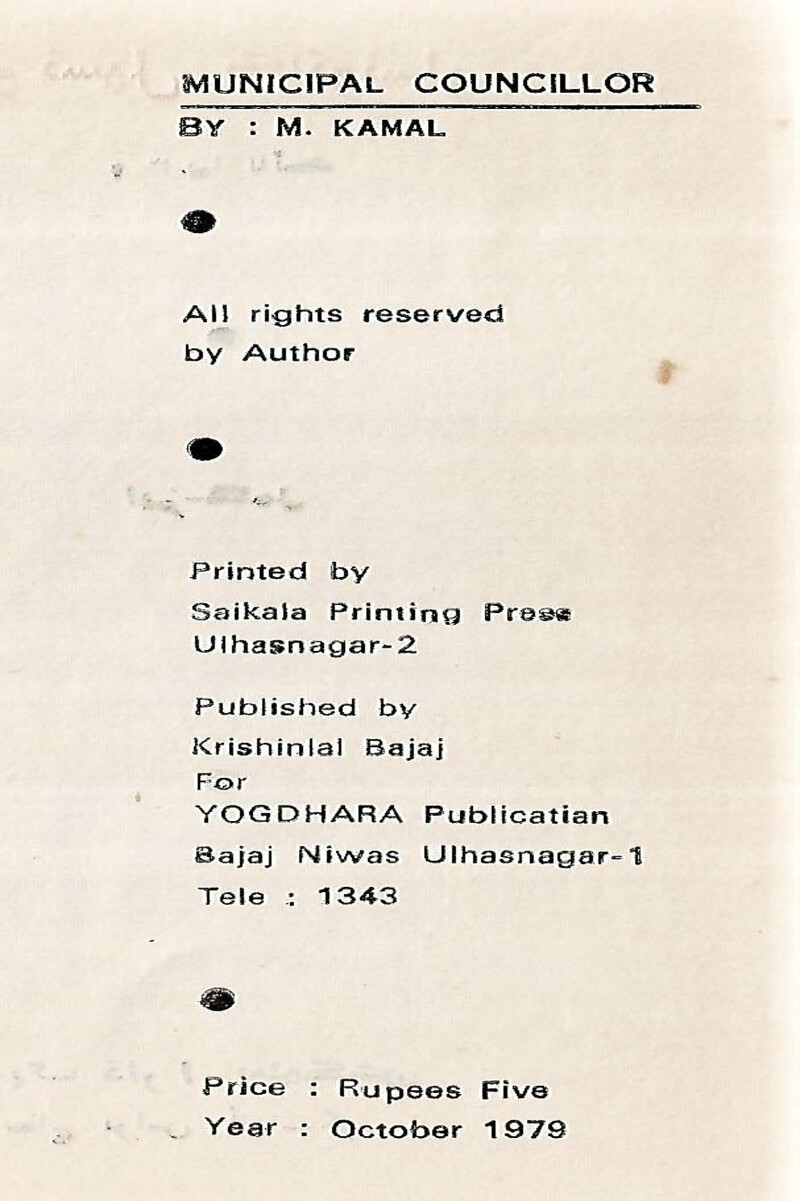 MUNICIPAL COUNCILLOR
BY : M. KAMAL
All rights reserved
by Author
Printed by
Saikala Printing Press
Ulhasnagar-2
Published by
Krishinlal Bajaj
For
YOGDHARA Publicatian
Bajaj Niwas Ulhasnagar-1
Tele : 1343
Price : Rupees Five
Year : October 1979